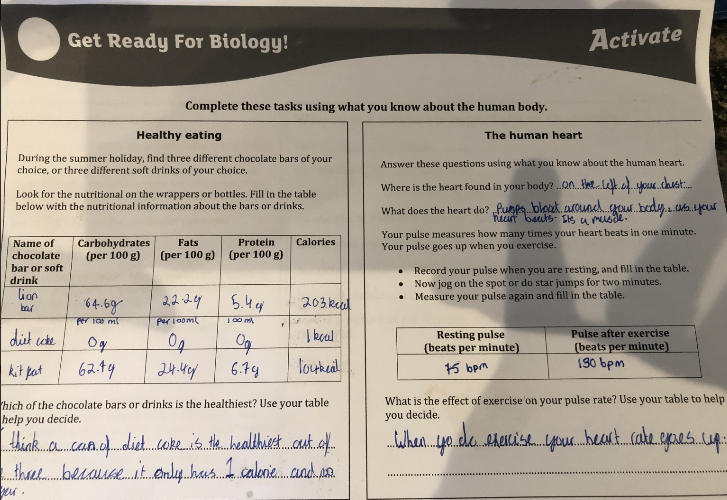 Get Ready For Biology!
Activate
Complete these tasks using what you know about the human body.
Healthy eating
During the summer holiday, find three different chocolate bars of your
choice, or three different soft drinks of your choice.
Look for the nutritional on the wrappers or bottles. Fill in the table
below with the nutritional information about the bars or drinks.
Name of chocolate bar or soft drink | Carbohydrates (per 100 g) | Fats (per 100 g) | Protein (per 100 g) | Calories
lion bar | 64.6g | 22.2g | 5.4g | 203 kcal
per 100 ml | per 100ml | 100 ml
diet coke | 0g | 0g | 0g | 1 kcal
kit kat | 62.4g | 24.4g | 6.7g
hich of the chocolate bars or drinks is the healthiest? Use your table
help you decide.
think a can of diet coke is the healthiest out of
three because it only has 1 calorie and no
The human heart
Answer these questions using what you know about the human heart.
Where is the heart found in your body? on the left of your chest
What does the heart do? Pumps blood around your body, as your
heart beats. Its a muscle.
Your pulse measures how many times your heart beats in one minute.
Your pulse goes up when you exercise.
• Record your pulse when you are resting, and fill in the table.
• Now jog on the spot or do star jumps for two minutes.
• Measure your pulse again and fill in the table.
Resting pulse (beats per minute) | Pulse after exercise (beats per minute)
75 bpm | 130 bpm
What is the effect of exercise on your pulse rate? Use your table to help
you decide.
When yo do exercise your heart rate goes up.